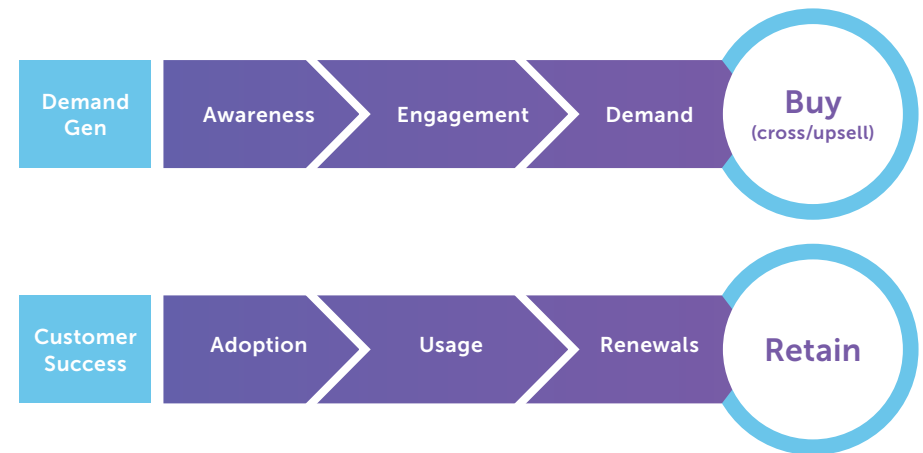 Demand
Gen
Awareness
Engagement
Demand
Buy
(cross/upsell)
Customer
Success
Adoption
Usage
Renewals
Retain